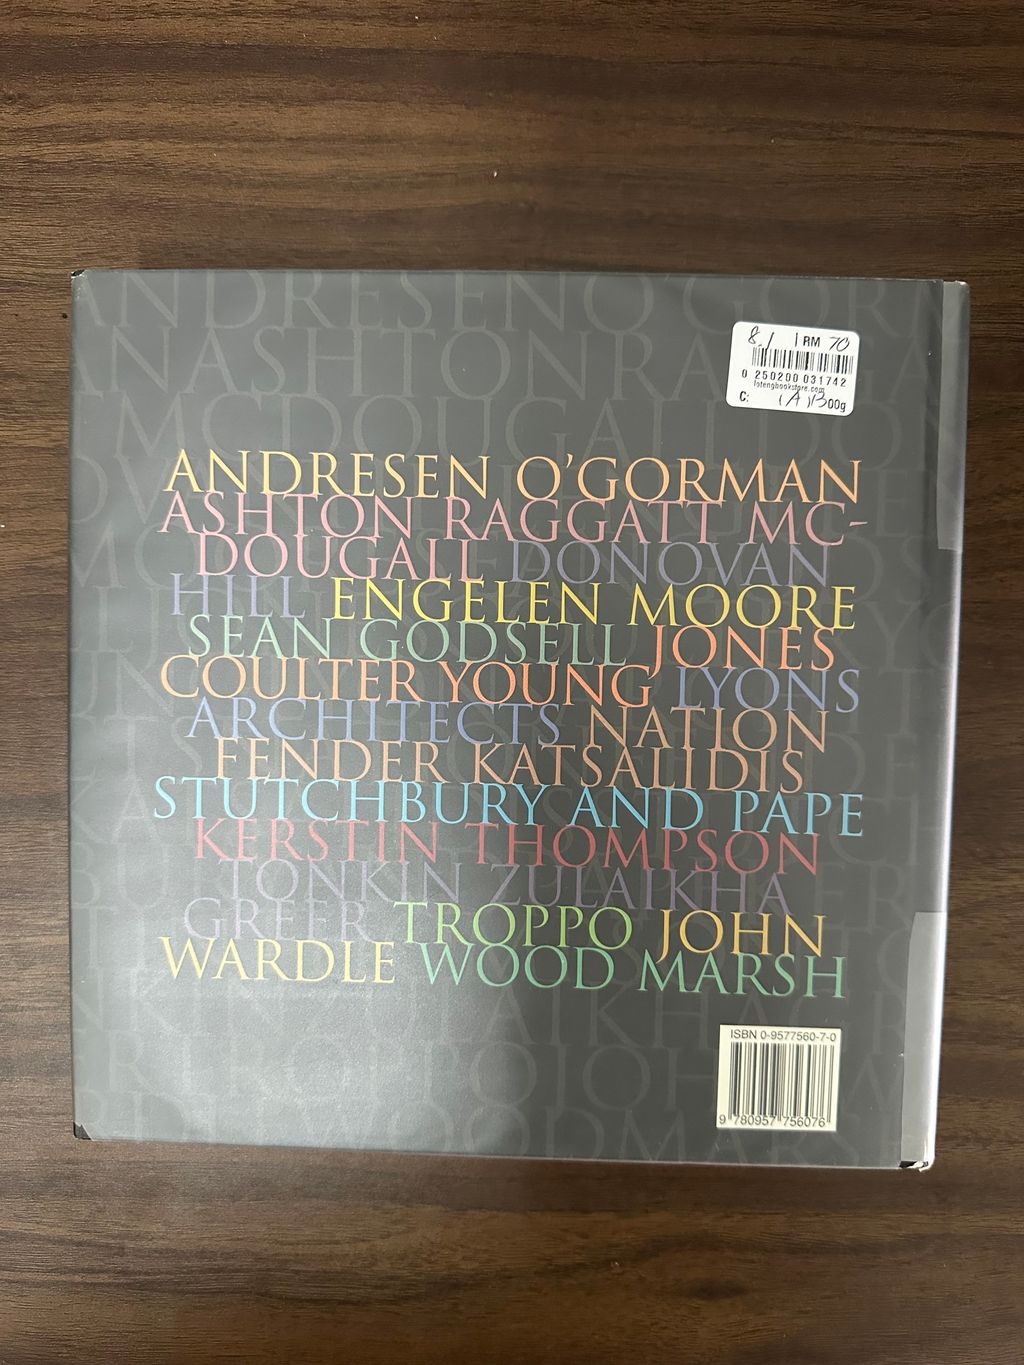 8.1 RM 70
0 250200 031742
lotengbookstore.com
C: (A) 1300g
ANDRESEN O'GORMAN
ASHTON RAGGATT MC-
DOUGALL DONOVAN
HILL ENGELEN MOORE
SEAN GODSELL JONES
COULTER YOUNG LYONS
ARCHITECTS NATION
FENDER KATSALIDIS
STUTCHBURY AND PAPE
KERSTIN THOMPSON
TONKIN ZULAIKHA
GREER TROPPO JOHN
WARDLE WOOD MARSH
ISBN 0-9577560-7-0
9 780957 756076